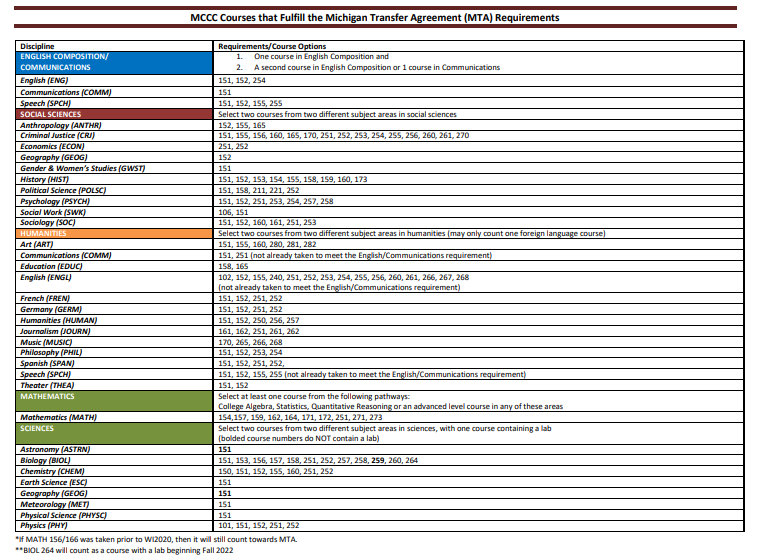 MCCC Courses that Fulfill the Michigan Transfer Agreement (MTA) Requirements
Discipline Requirements/Course Options
ENGLISH COMPOSITION/ 1. One course in English Composition and
COMMUNICATIONS 2. A second course in English Composition or 1 course in Communications
English (ENG) 151, 152, 254
Communications (COMM) 151
Speech (SPCH) 151, 152, 155, 255
SOCIAL SCIENCES Select two courses from two different subject areas in social sciences
Anthropology (ANTHR) 152, 155, 165
Criminal Justice (CRJ) 151, 155, 156, 160, 165, 170, 251, 252, 253, 254, 255, 256, 260, 261, 270
Economics (ECON) 251, 252
Geography (GEOG) 152
Gender & Women's Studies (GWST) 151
History (HIST) 151, 152, 153, 154, 155, 158, 159, 160, 173
Political Science (POLSC) 151, 158, 211, 221, 252
Psychology (PSYCH) 151, 152, 251, 253, 254, 257, 258
Social Work (SWK) 106, 151
Sociology (SOC) 151, 152, 160, 161, 251, 253
HUMANITIES Select two courses from two different subject areas in humanities (may only count one foreign language course)
Art (ART) 151, 155, 160, 280, 281, 282
Communications (COMM) 151, 251 (not already taken to meet the English/Communications requirement)
Education (EDUC) 158, 165
English (ENGL) 102, 152, 155, 240, 251, 252, 253, 254, 255, 256, 260, 261, 266, 267, 268
(not already taken to meet the English/Communications requirement)
French (FREN) 151, 152, 251, 252
Germany (GERM) 151, 152, 251, 252
Humanities (HUMAN) 151, 152, 250, 256, 257
Journalism (JOURN) 161, 162, 251, 261, 262
Music (MUSIC) 170, 265, 266, 268
Philosophy (PHIL) 151, 152, 253, 254
Spanish (SPAN) 151, 152, 251, 252,
Speech (SPCH) 151, 152, 155, 255 (not already taken to meet the English/Communications requirement)
Theater (THEA) 151, 152
MATHEMATICS Select at least one course from the following pathways:
College Algebra, Statistics, Quantitative Reasoning or an advanced level course in any of these areas
Mathematics (MATH) 154,157, 159, 162, 164, 171, 172, 251, 271, 273
SCIENCES Select two courses from two different subject areas in sciences, with one course containing a lab
(bolded course numbers do NOT contain a lab)
Astronomy (ASTRN) 151
Biology (BIOL) 151, 153, 156, 157, 158, 251, 252, 257, 258, 259, 260, 264
Chemistry (CHEM) 150, 151, 152, 155, 160, 251, 252
Earth Science (ESC) 151
Geography (GEOG) 151
Meteorology (MET) 151
Physical Science (PHYSC) 151
Physics (PHY) 101, 151, 152, 251, 252
*If MATH 156/166 was taken prior to WI2020, then it will still count towards MTA.
**BIOL 264 will count as a course with a lab beginning Fall 2022